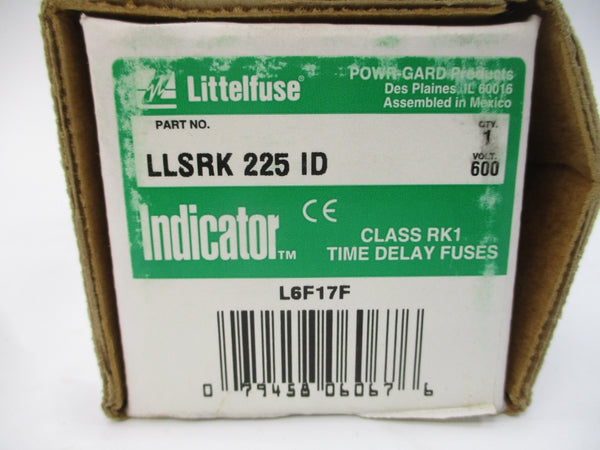 Littelfuse®
POWR-GARD Products
Des Plaines, IL 60016
Assembled in Mexico
PART NO.
QTY.
1
LLSRK 225 ID
VOLT.
600
Indicator™
CE
CLASS RK1
TIME DELAY FUSES
L6F17F
0 79458 06067 6